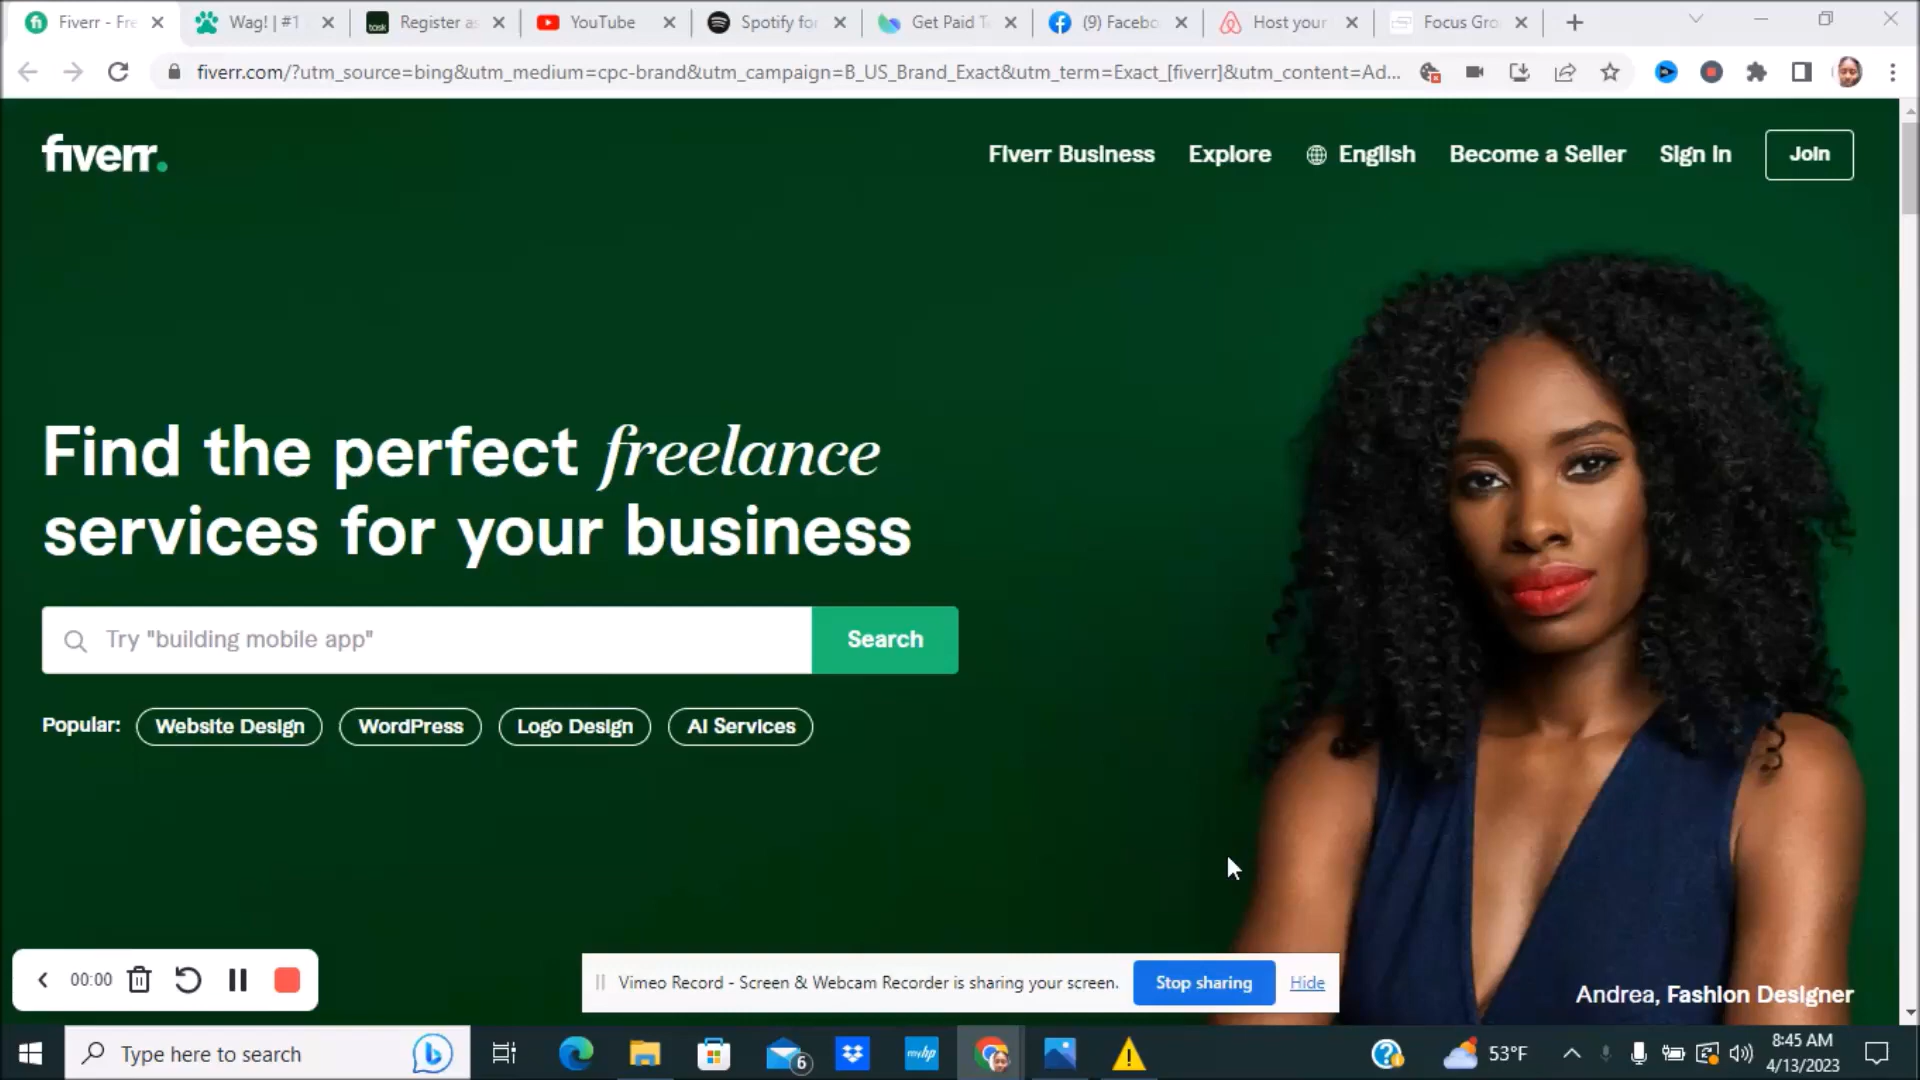 Fiverr - Fre
Wag! | #1
Register as
YouTube
Spotify for
Get Paid T
(9) Facebo
Host your
Focus Gro
fiverr.com/?utm_source=bing&utm_medium=cpc-brand&utm_campaign=B_US_Brand_Exact&utm_term=Exact_[fiverr]&utm_content=Ad...
fiverr.
Fiverr Business
Explore
English
Become a Seller
Sign in
Join
Find the perfect freelance
services for your business
Try "building mobile app"
Search
Popular:
Website Design
WordPress
Logo Design
AI Services
00:00
Vimeo Record - Screen & Webcam Recorder is sharing your screen.
Stop sharing
Hide
Andrea, Fashion Designer
Type here to search
6
myhp
53°F
8:45 AM
4/13/2023